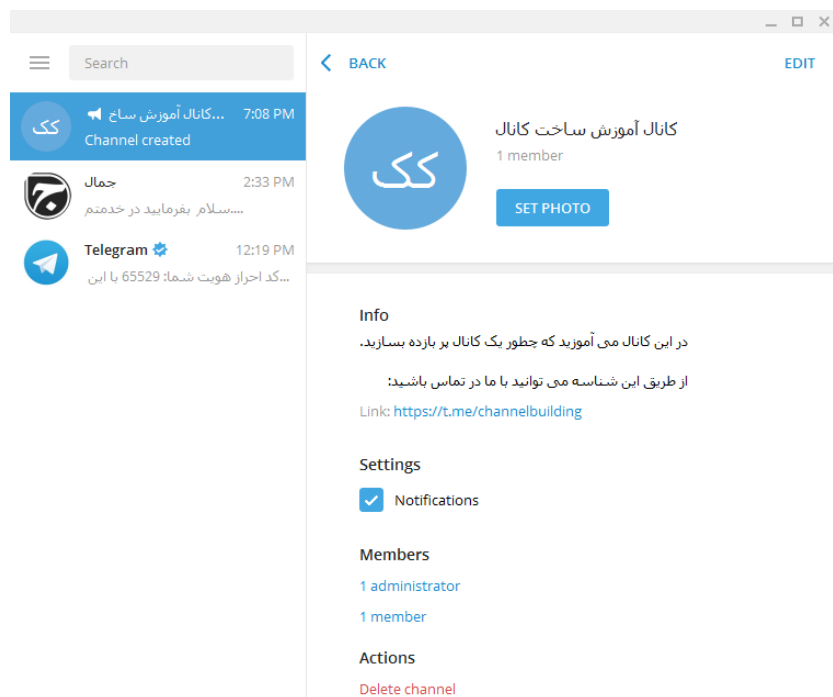 Search
BACK
EDIT
کک
کانال آموزش ساخ...
7:08 PM
Channel created
جمال
2:33 PM
سلام بفرمایید در خدمتم....
Telegram
12:19 PM
کد احراز هویت شما: 65529 با این...
کک
کانال آموزش ساخت کانال
1 member
SET PHOTO
Info
در این کانال می آموزید که چطور یک کانال پر بازده بسازید.
از طریق این شناسه می توانید با ما در تماس باشید:
Link: https://t.me/channelbuilding
Settings
Notifications
Members
1 administrator
1 member
Actions
Delete channel